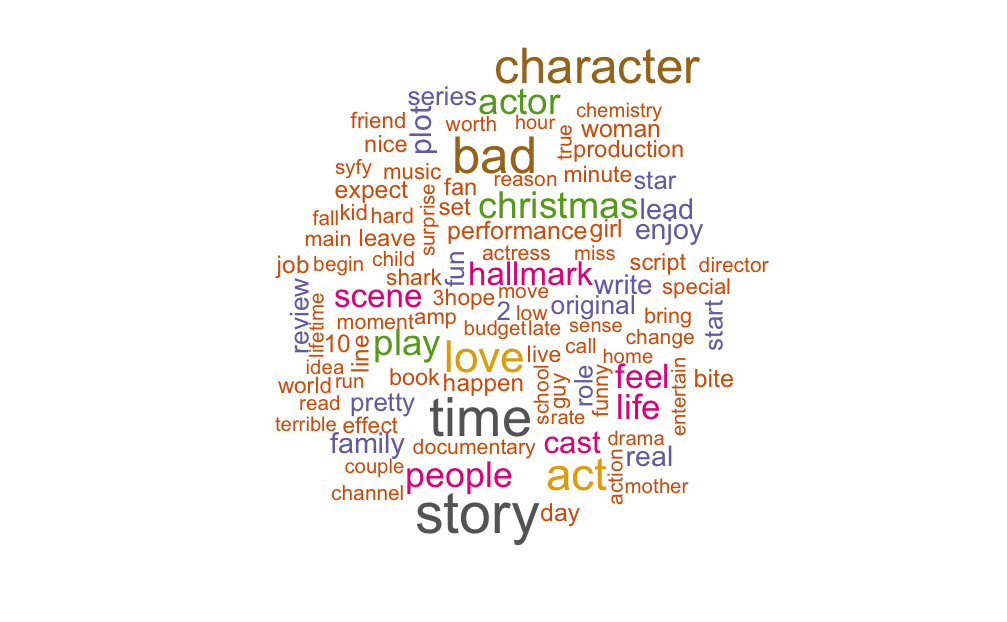 character
series actor
chemistry
friend plot worth hour true woman
nice bad production
syfy music reason minute star
expect fan
kid surprise set christmas lead
fall hard performance girl enjoy
main leave
job begin child fun actress miss script director
shark hallmark write special
review lifetime scene 3 hope move original
2 low bring start
moment amp budget late sense change
10 line play love live call home
idea
world run book happen school guy role funny feel entertain bite
read pretty time s rate life
terrible effect
family documentary cast drama real
couple people act action mother
channel
story day